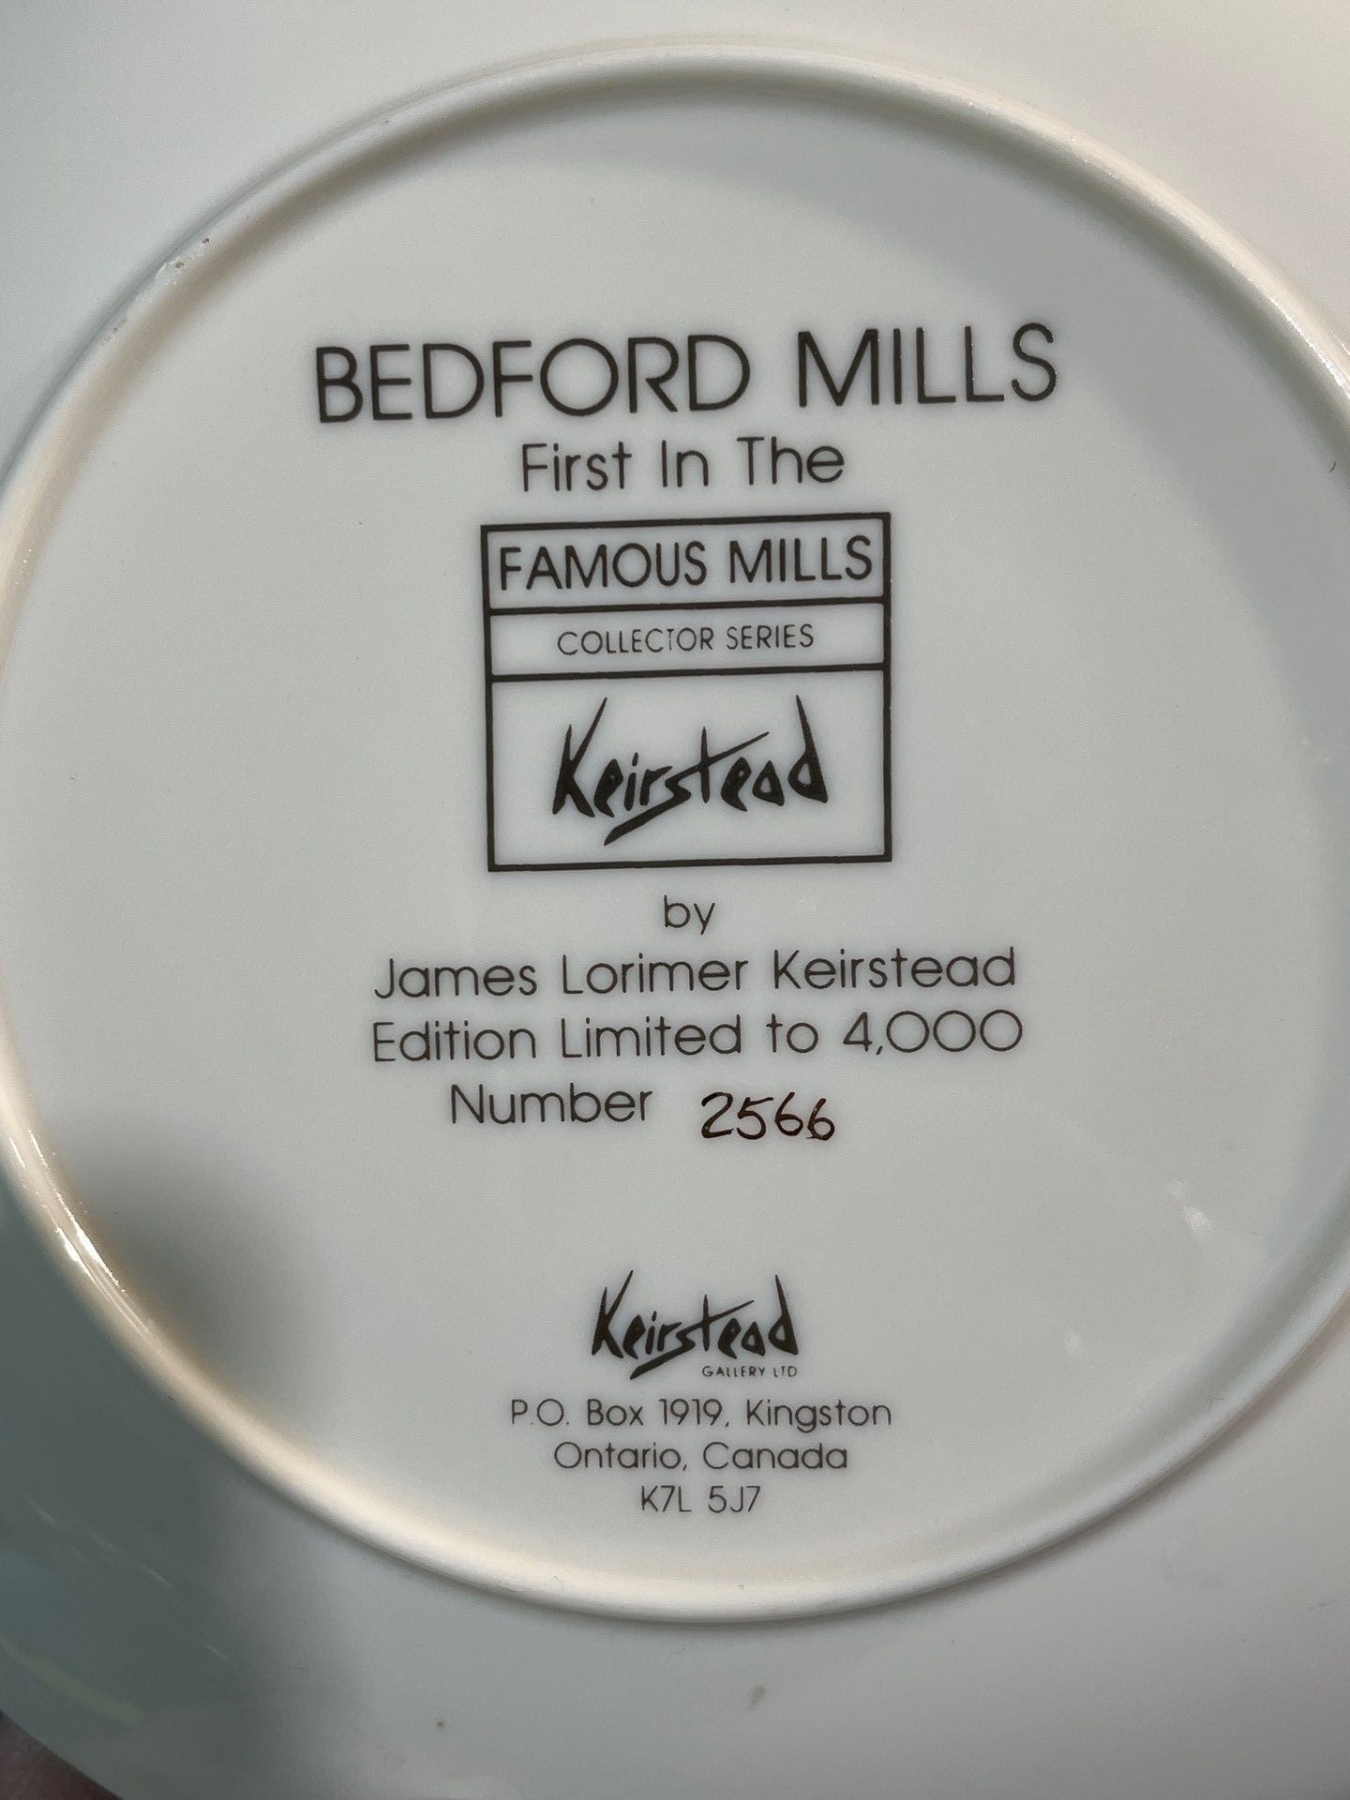 BEDFORD MILLS
First In The
FAMOUS MILLS
COLLECTOR SERIES
Keirstead
by
James Lorimer Keirstead
Edition Limited to 4,000
Number 2566
Keirstead
GALLERY LTD
P.O. Box 1919, Kingston
Ontario, Canada
K7L 5J7